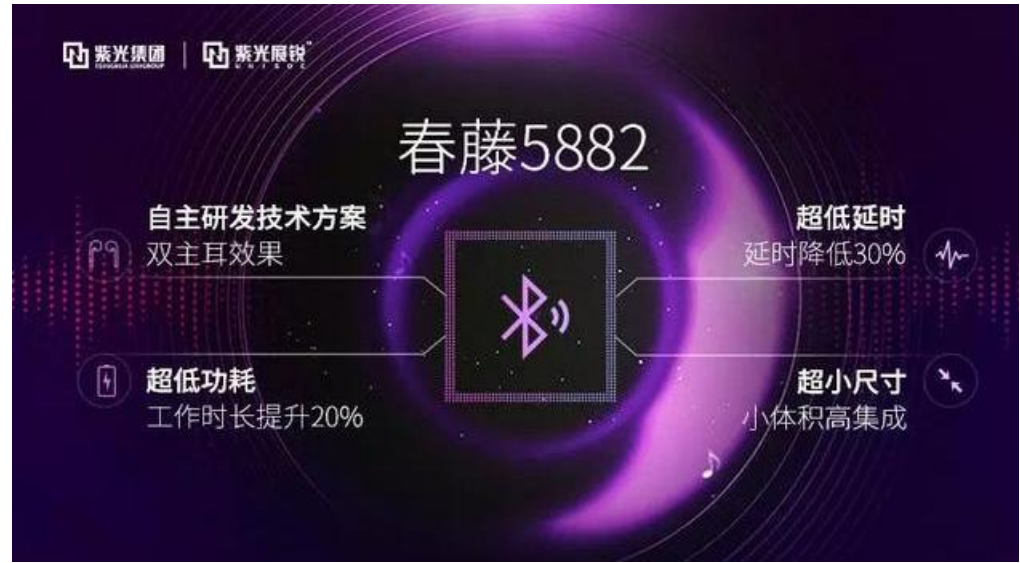 紫光集团 | 紫光展锐
TSINGHUA UNIGROUP
UNISOC
春藤5882
自主研发技术方案
双主耳效果
超低延时
延时降低30%
超低功耗
工作时长提升20%
超小尺寸
小体积高集成